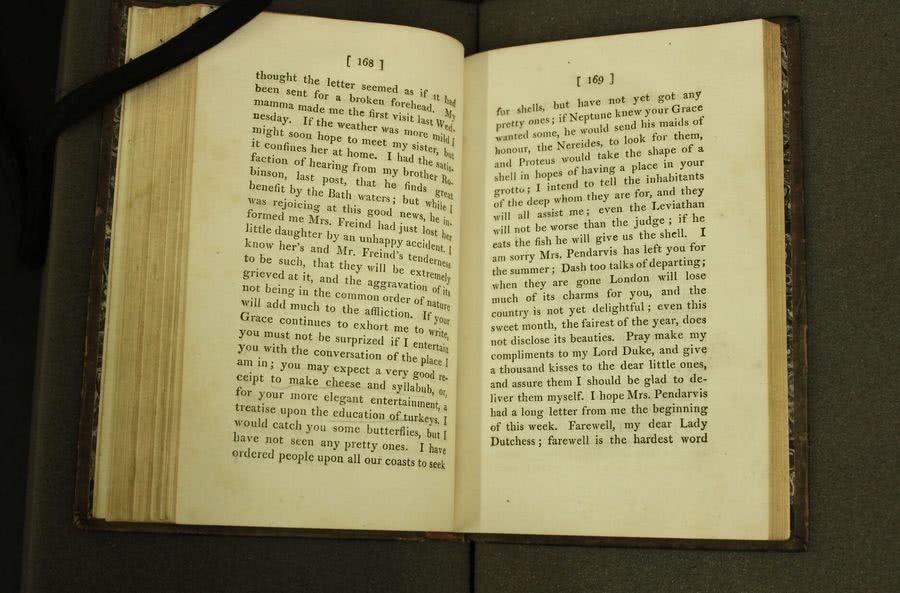 [ 168 ]
thought the letter seemed as if it had
been sent for a broken forehead. My
mamma made me the first visit last Wed-
nesday. If the weather was more mild I
might soon hope to meet my sister, but
it confines her at home. I had the satis-
faction of hearing from my brother Ro-
binson, last post, that he finds great
benefit by the Bath waters; but while I
was rejoicing at this good news, he in-
formed me Mrs. Freind had just lost her
little daughter by an unhappy accident. I
know her's and Mr. Freind's tenderness
to be such, that they will be extremely
grieved at it, and the aggravation of its
not being in the common order of nature
will add much to the affliction. If your
Grace continues to exhort me to write,
you must not be surprized if I entertain
you with the conversation of the place I
am in; you may expect a very good re-
ceipt to make cheese and syllabub, or,
for your more elegant entertainment, a
treatise upon the education of turkeys. I
would catch you some butterflies, but I
have not seen any pretty ones. I have
ordered people upon all our coasts to seek
[ 169 ]
for shells, but have not yet got any
pretty ones; if Neptune knew your Grace
wanted some, he would send his maids of
honour, the Nereides, to look for them,
and Proteus would take the shape of a
shell in hopes of having a place in your
grotto; I intend to tell the inhabitants
of the deep whom they are for, and they
will all assist me; even the Leviathan
will not be worse than the judge; if he
eats the fish he will give us the shell. I
am sorry Mrs. Pendarvis has left you for
the summer; Dash too talks of departing;
when they are gone London will lose
much of its charms for you, and the
country is not yet delightful; even this
sweet month, the fairest of the year, does
not disclose its beauties. Pray make my
compliments to my Lord Duke, and give
a thousand kisses to the dear little ones,
and assure them I should be glad to de-
liver them myself. I hope Mrs. Pendarvis
had a long letter from me the beginning
of this week. Farewell, my dear Lady
Dutchess; farewell is the hardest word